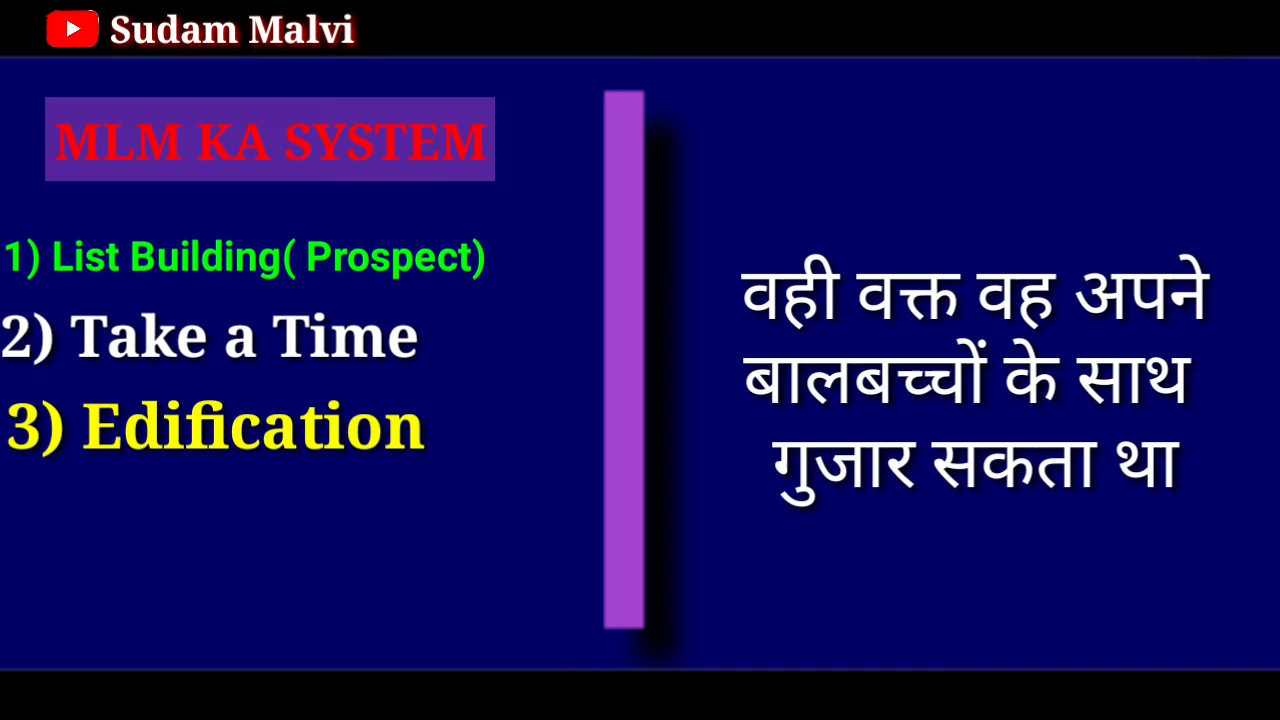 Sudam Malvi
MLM KA SYSTEM
1) List Building( Prospect)
2) Take a Time
3) Edification
वही वक्त वह अपने
बालबच्चों के साथ
गुजार सकता था